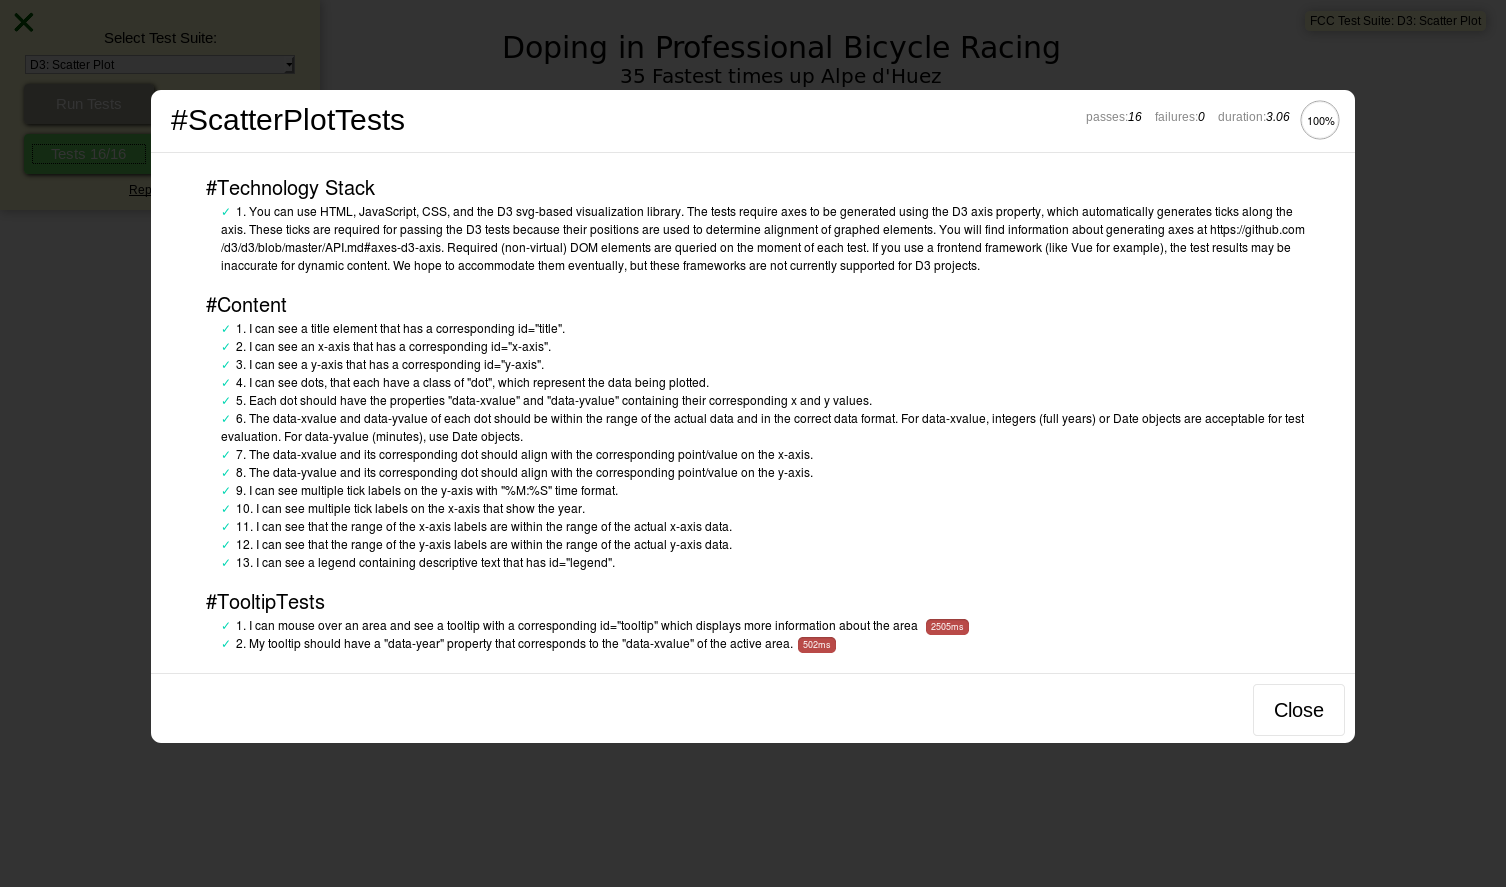 Select Test Suite:
D3: Scatter Plot
Run Tests
Tests 16/16
Rep
FCC Test Suite: D3: Scatter Plot
Doping in Professional Bicycle Racing
35 Fastest times up Alpe d'Huez
#ScatterPlotTests
passes:16 failures:0 duration:3.06 100%
#Technology Stack
✓ 1. You can use HTML, JavaScript, CSS, and the D3 svg-based visualization library. The tests require axes to be generated using the D3 axis property, which automatically generates ticks along the
axis. These ticks are required for passing the D3 tests because their positions are used to determine alignment of graphed elements. You will find information about generating axes at https://github.com
/d3/d3/blob/master/API.md#axes-d3-axis. Required (non-virtual) DOM elements are queried on the moment of each test. If you use a frontend framework (like Vue for example), the test results may be
inaccurate for dynamic content. We hope to accommodate them eventually, but these frameworks are not currently supported for D3 projects.
#Content
✓ 1. I can see a title element that has a corresponding id="title".
✓ 2. I can see an x-axis that has a corresponding id="x-axis".
✓ 3. I can see a y-axis that has a corresponding id="y-axis".
✓ 4. I can see dots, that each have a class of "dot", which represent the data being plotted.
✓ 5. Each dot should have the properties "data-xvalue" and "data-yvalue" containing their corresponding x and y values.
✓ 6. The data-xvalue and data-yvalue of each dot should be within the range of the actual data and in the correct data format. For data-xvalue, integers (full years) or Date objects are acceptable for test
evaluation. For data-yvalue (minutes), use Date objects.
✓ 7. The data-xvalue and its corresponding dot should align with the corresponding point/value on the x-axis.
✓ 8. The data-yvalue and its corresponding dot should align with the corresponding point/value on the y-axis.
✓ 9. I can see multiple tick labels on the y-axis with "%M:%S" time format.
✓ 10. I can see multiple tick labels on the x-axis that show the year.
✓ 11. I can see that the range of the x-axis labels are within the range of the actual x-axis data.
✓ 12. I can see that the range of the y-axis labels are within the range of the actual y-axis data.
✓ 13. I can see a legend containing descriptive text that has id="legend".
#TooltipTests
✓ 1. I can mouse over an area and see a tooltip with a corresponding id="tooltip" which displays more information about the area 2505ms
✓ 2. My tooltip should have a "data-year" property that corresponds to the "data-xvalue" of the active area. 502ms
Close